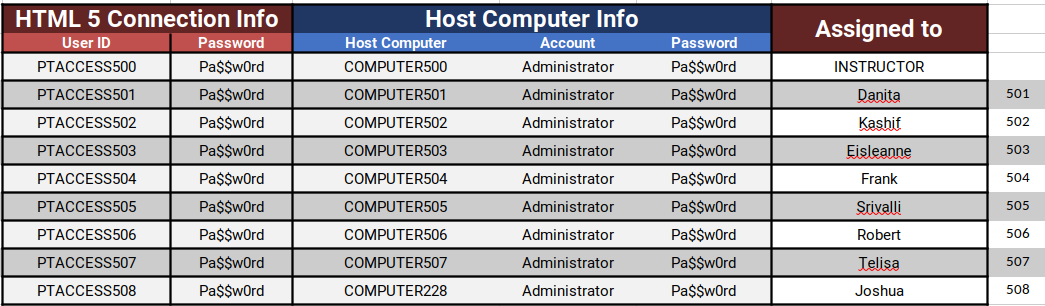 HTML 5 Connection Info Host Computer Info Assigned to
User ID Password Host Computer Account Password
PTACCESS500 Pa$$w0rd COMPUTER500 Administrator Pa$$w0rd INSTRUCTOR
PTACCESS501 Pa$$w0rd COMPUTER501 Administrator Pa$$w0rd Danita 501
PTACCESS502 Pa$$w0rd COMPUTER502 Administrator Pa$$w0rd Kashif 502
PTACCESS503 Pa$$w0rd COMPUTER503 Administrator Pa$$w0rd Eisleanne 503
PTACCESS504 Pa$$w0rd COMPUTER504 Administrator Pa$$w0rd Frank 504
PTACCESS505 Pa$$w0rd COMPUTER505 Administrator Pa$$w0rd Srivalli 505
PTACCESS506 Pa$$w0rd COMPUTER506 Administrator Pa$$w0rd Robert 506
PTACCESS507 Pa$$w0rd COMPUTER507 Administrator Pa$$w0rd Telisa 507
PTACCESS508 Pa$$w0rd COMPUTER228 Administrator Pa$$w0rd Joshua 508